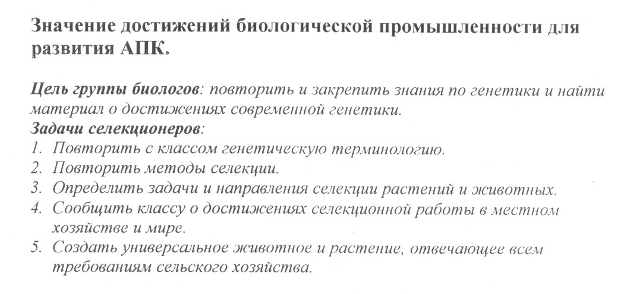 Значение достижений биологической промышленности для
развития АПК.
Цель группы биологов: повторить и закрепить знания по генетики и найти
материал о достижениях современной генетики.
Задачи селекционеров:
1. Повторить с классом генетическую терминологию.
2. Повторить методы селекции.
3. Определить задачи и направления селекции растений и животных.
4. Сообщить классу о достижениях селекционной работы в местном
хозяйстве и мире.
5. Создать универсальное животное и растение, отвечающее всем
требованиям сельского хозяйства.